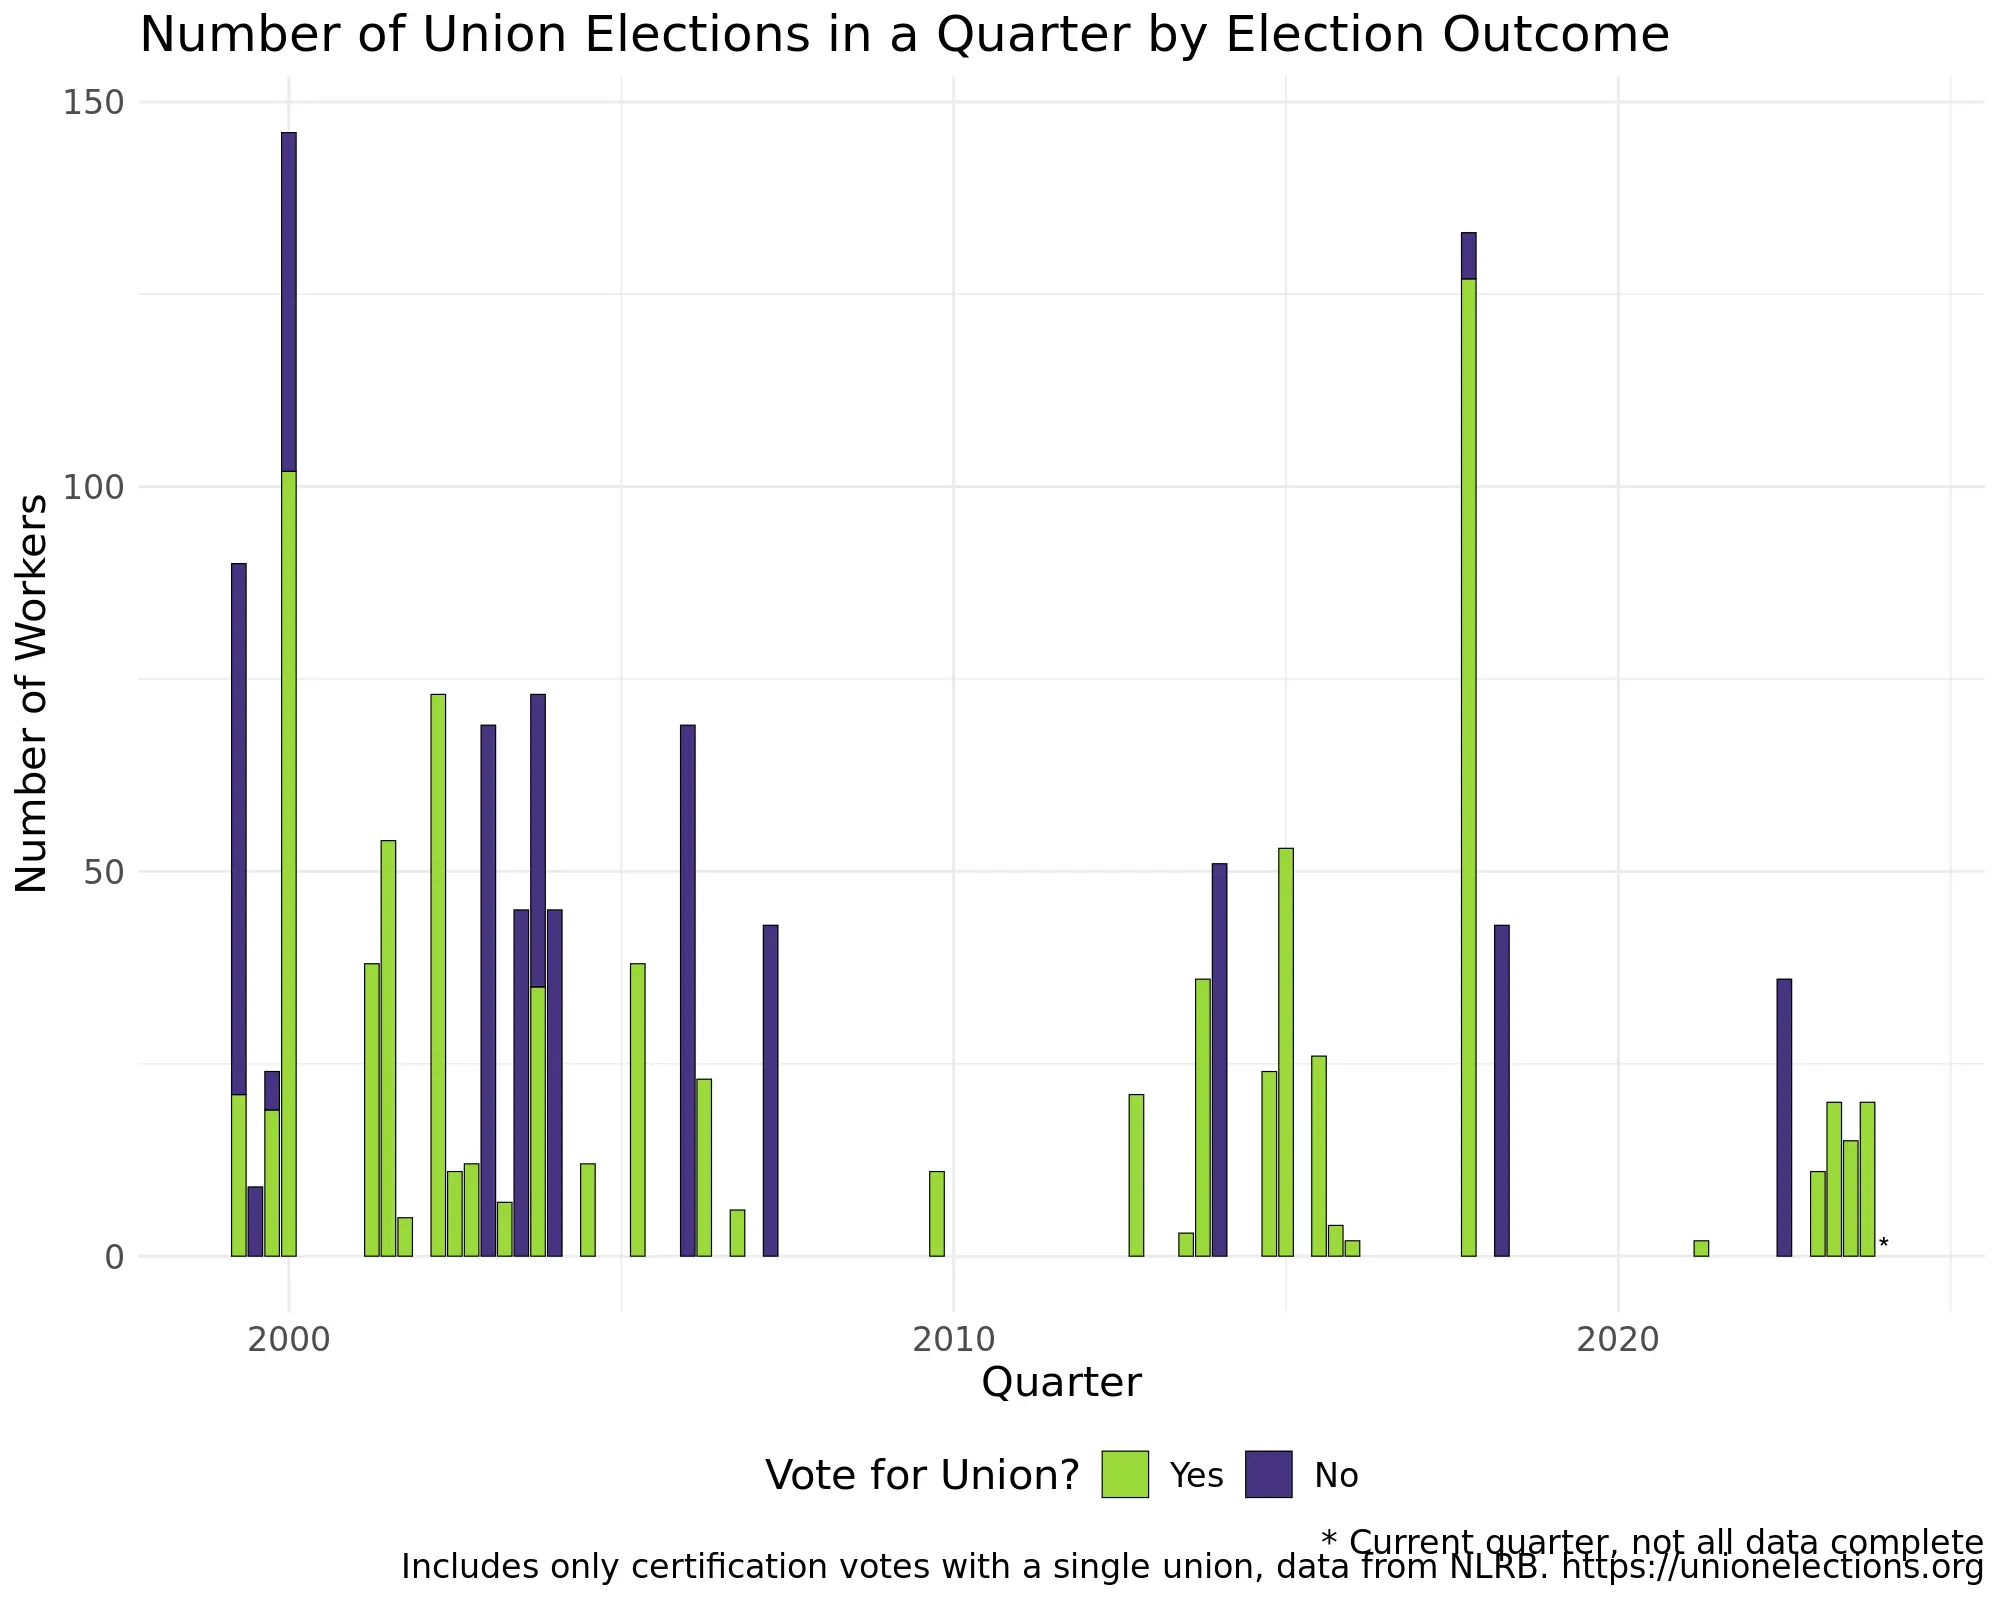 Number of Union Elections in a Quarter by Election Outcome
150
100
50
0
Number of Workers
*
2000 2010 2020
Quarter
Vote for Union? Yes No
* Current quarter, not all data complete
Includes only certification votes with a single union, data from NLRB. https://unionelections.org